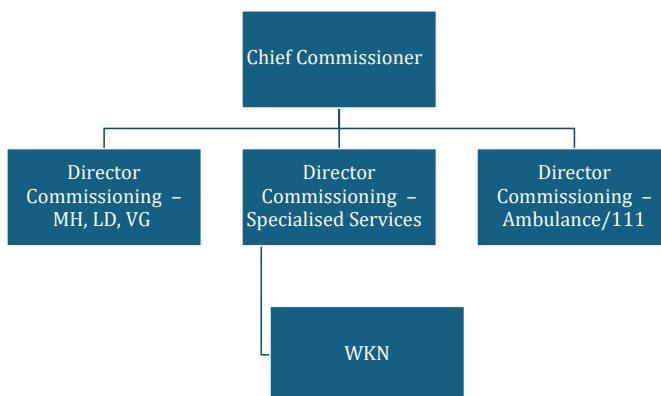 Chief Commissioner
Director
Commissioning –
MH, LD, VG
Director
Commissioning –
Specialised Services
Director
Commissioning –
Ambulance/111
WKN